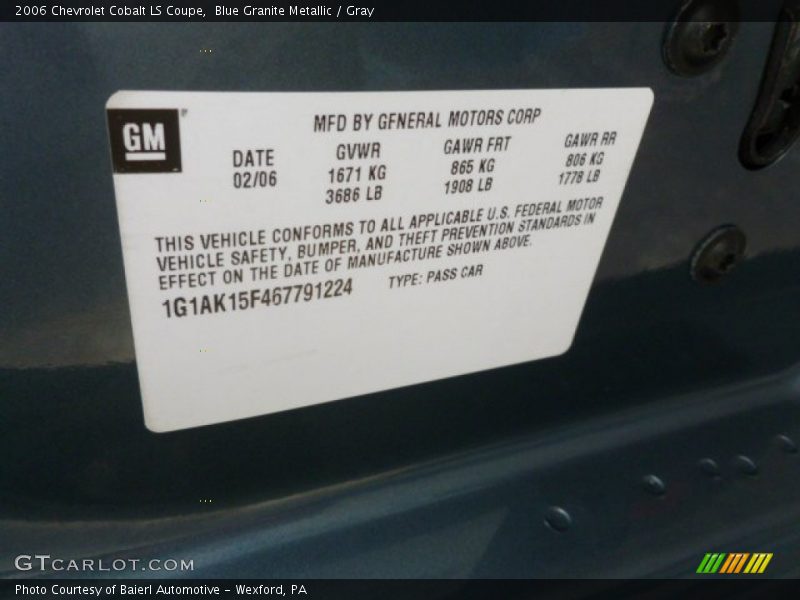 2006 Chevrolet Cobalt LS Coupe,  Blue Granite Metallic / Gray
GM
MFD BY GENERAL MOTORS CORP
DATE GVWR GAWR FRT GAWR RR
02/06 1671 KG 865 KG 806 KG
3686 LB 1908 LB 1778 LB
THIS VEHICLE CONFORMS TO ALL APPLICABLE U.S. FEDERAL MOTOR
VEHICLE SAFETY, BUMPER, AND THEFT PREVENTION STANDARDS IN
EFFECT ON THE DATE OF MANUFACTURE SHOWN ABOVE.
1G1AK15F467791224 TYPE: PASS CAR
GTCARLOT.COM
Photo Courtesy of Baierl Automotive - Wexford, PA